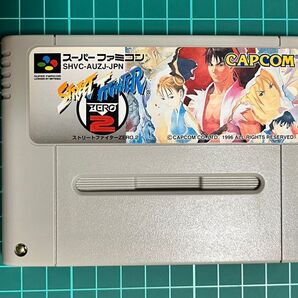 スーパーファミコン
SHVC-AUZJ-JPN
CAPCOM
STREET FIGHTER
ZERO
2
ストリートファイターZERO 2
©CAPCOM CO., LTD. 1996 ALL RIGHTS RESERVED